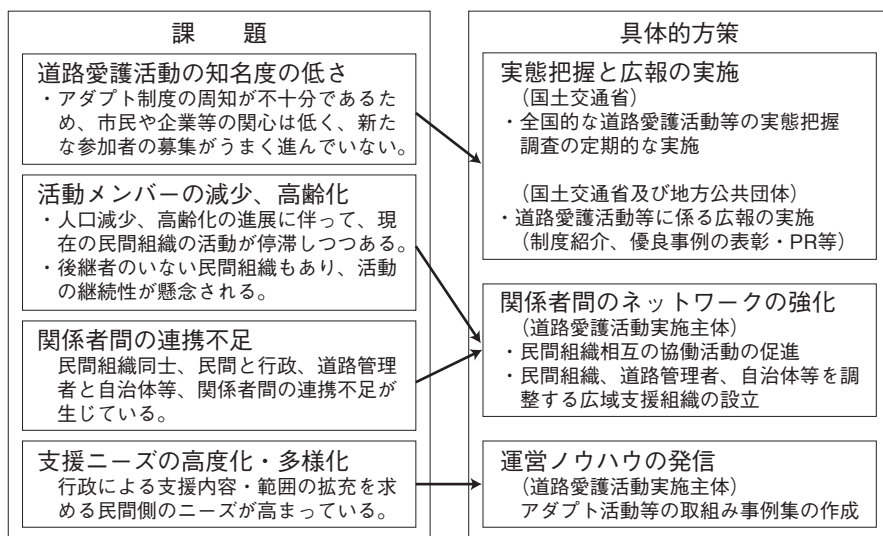 課　　題
道路愛護活動の知名度の低さ
・アダプト制度の周知が不十分であるた
め、市民や企業等の関心は低く、新た
な参加者の募集がうまく進んでいない。
活動メンバーの減少、高齢化
・人口減少、高齢化の進展に伴って、現
在の民間組織の活動が停滞しつつある。
・後継者のいない民間組織もあり、活動
の継続性が懸念される。
関係者間の連携不足
民間組織同士、民間と行政、道路管理
者と自治体等、関係者間の連携不足が
生じている。
支援ニーズの高度化・多様化
行政による支援内容・範囲の拡充を求
める民間側のニーズが高まっている。
具体的方策
実態把握と広報の実施
（国土交通省）
・全国的な道路愛護活動等の実態把握
調査の定期的な実施
（国土交通省及び地方公共団体）
・道路愛護活動等に係る広報の実施
（制度紹介、優良事例の表彰・PR等）
関係者間のネットワークの強化
（道路愛護活動実施主体）
・民間組織相互の協働活動の促進
・民間組織、道路管理者、自治体等を調
整する広域支援組織の設立
運営ノウハウの発信
（道路愛護活動実施主体）
アダプト活動等の取組み事例集の作成